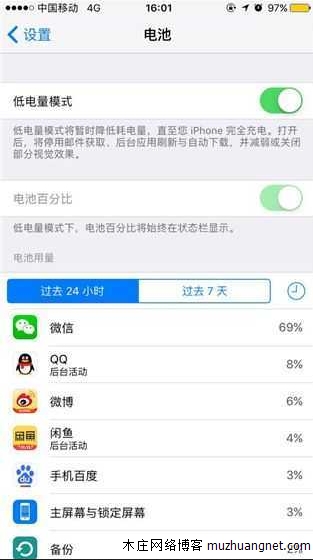 中国移动 4G 16:01 97%
设置 电池
低电量模式
低电量模式将暂时降低耗电量，直至您 iPhone 完全充电。打开
后，将停用邮件获取、后台应用刷新与自动下载，并减弱或关闭
部分视觉效果。
电池百分比
低电量模式下，电池百分比将始终在状态栏显示。
电池用量
过去 24 小时 过去 7 天
微信 69%
QQ 8%
后台活动
微博 6%
闲鱼 4%
后台活动
手机百度 3%
主屏幕与锁定屏幕 3%
备份
木庄网络博客 muzhuangnet.com